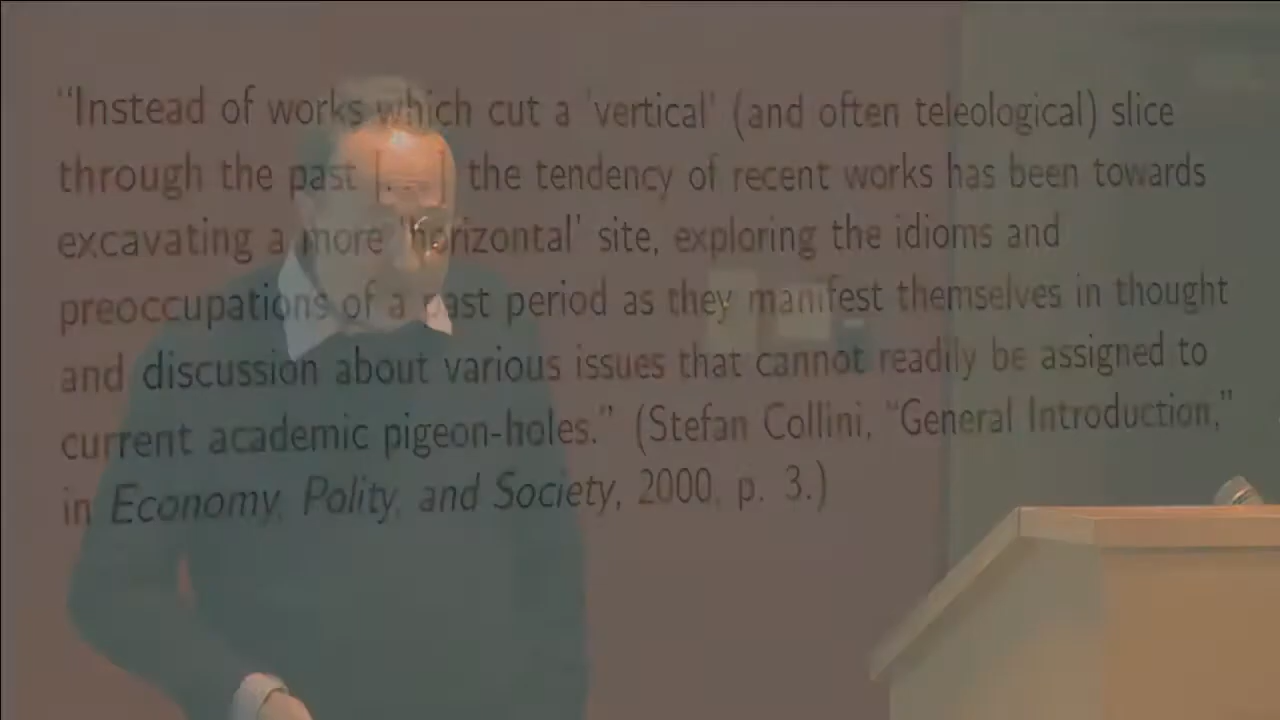 “Instead of works which cut a 'vertical' (and often teleological) slice
through the past [...] the tendency of recent works has been towards
excavating a more 'horizontal' site, exploring the idioms and
preoccupations of a past period as they manifest themselves in thought
and discussion about various issues that cannot readily be assigned to
current academic pigeon-holes.” (Stefan Collini, “General Introduction,”
in Economy, Polity, and Society, 2000, p. 3.)